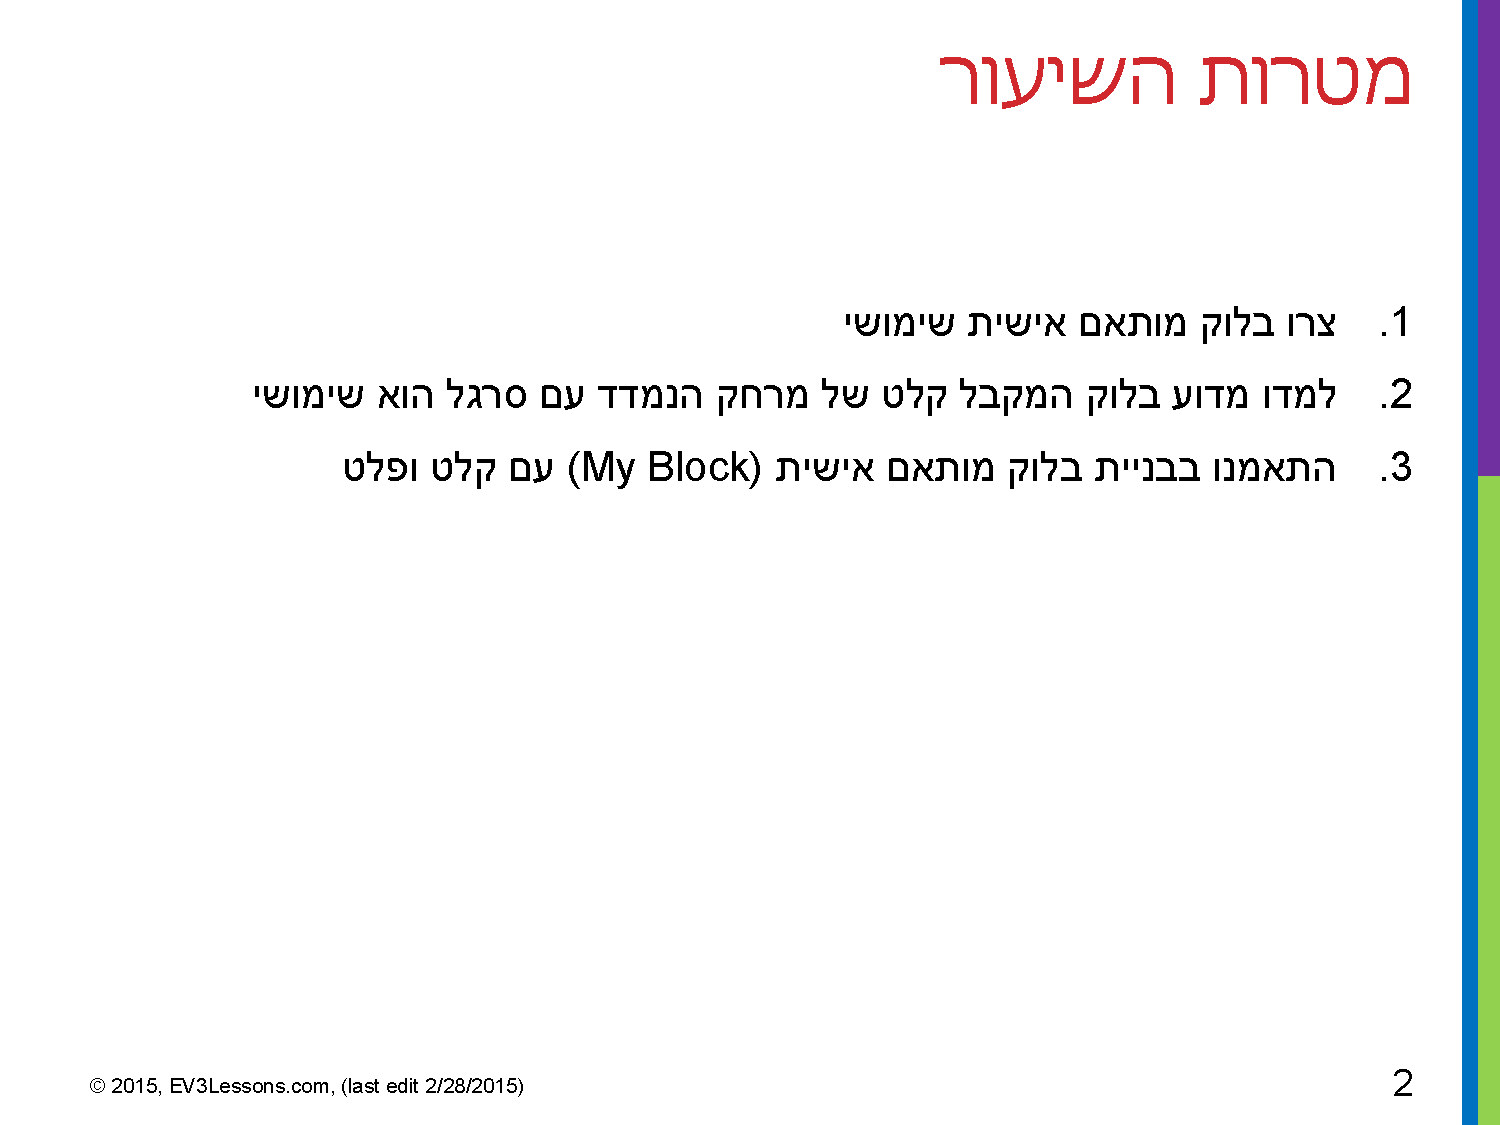 מטרות השיעור
1. צרו בלוק מותאם אישית שימושי
2. למדו מדוע בלוק המקבל קלט של מרחק הנמדד עם סרגל הוא שימושי
3. התאמנו בבניית בלוק מותאם אישית (My Block) עם קלט ופלט
© 2015, EV3Lessons.com, (last edit 2/28/2015)
2